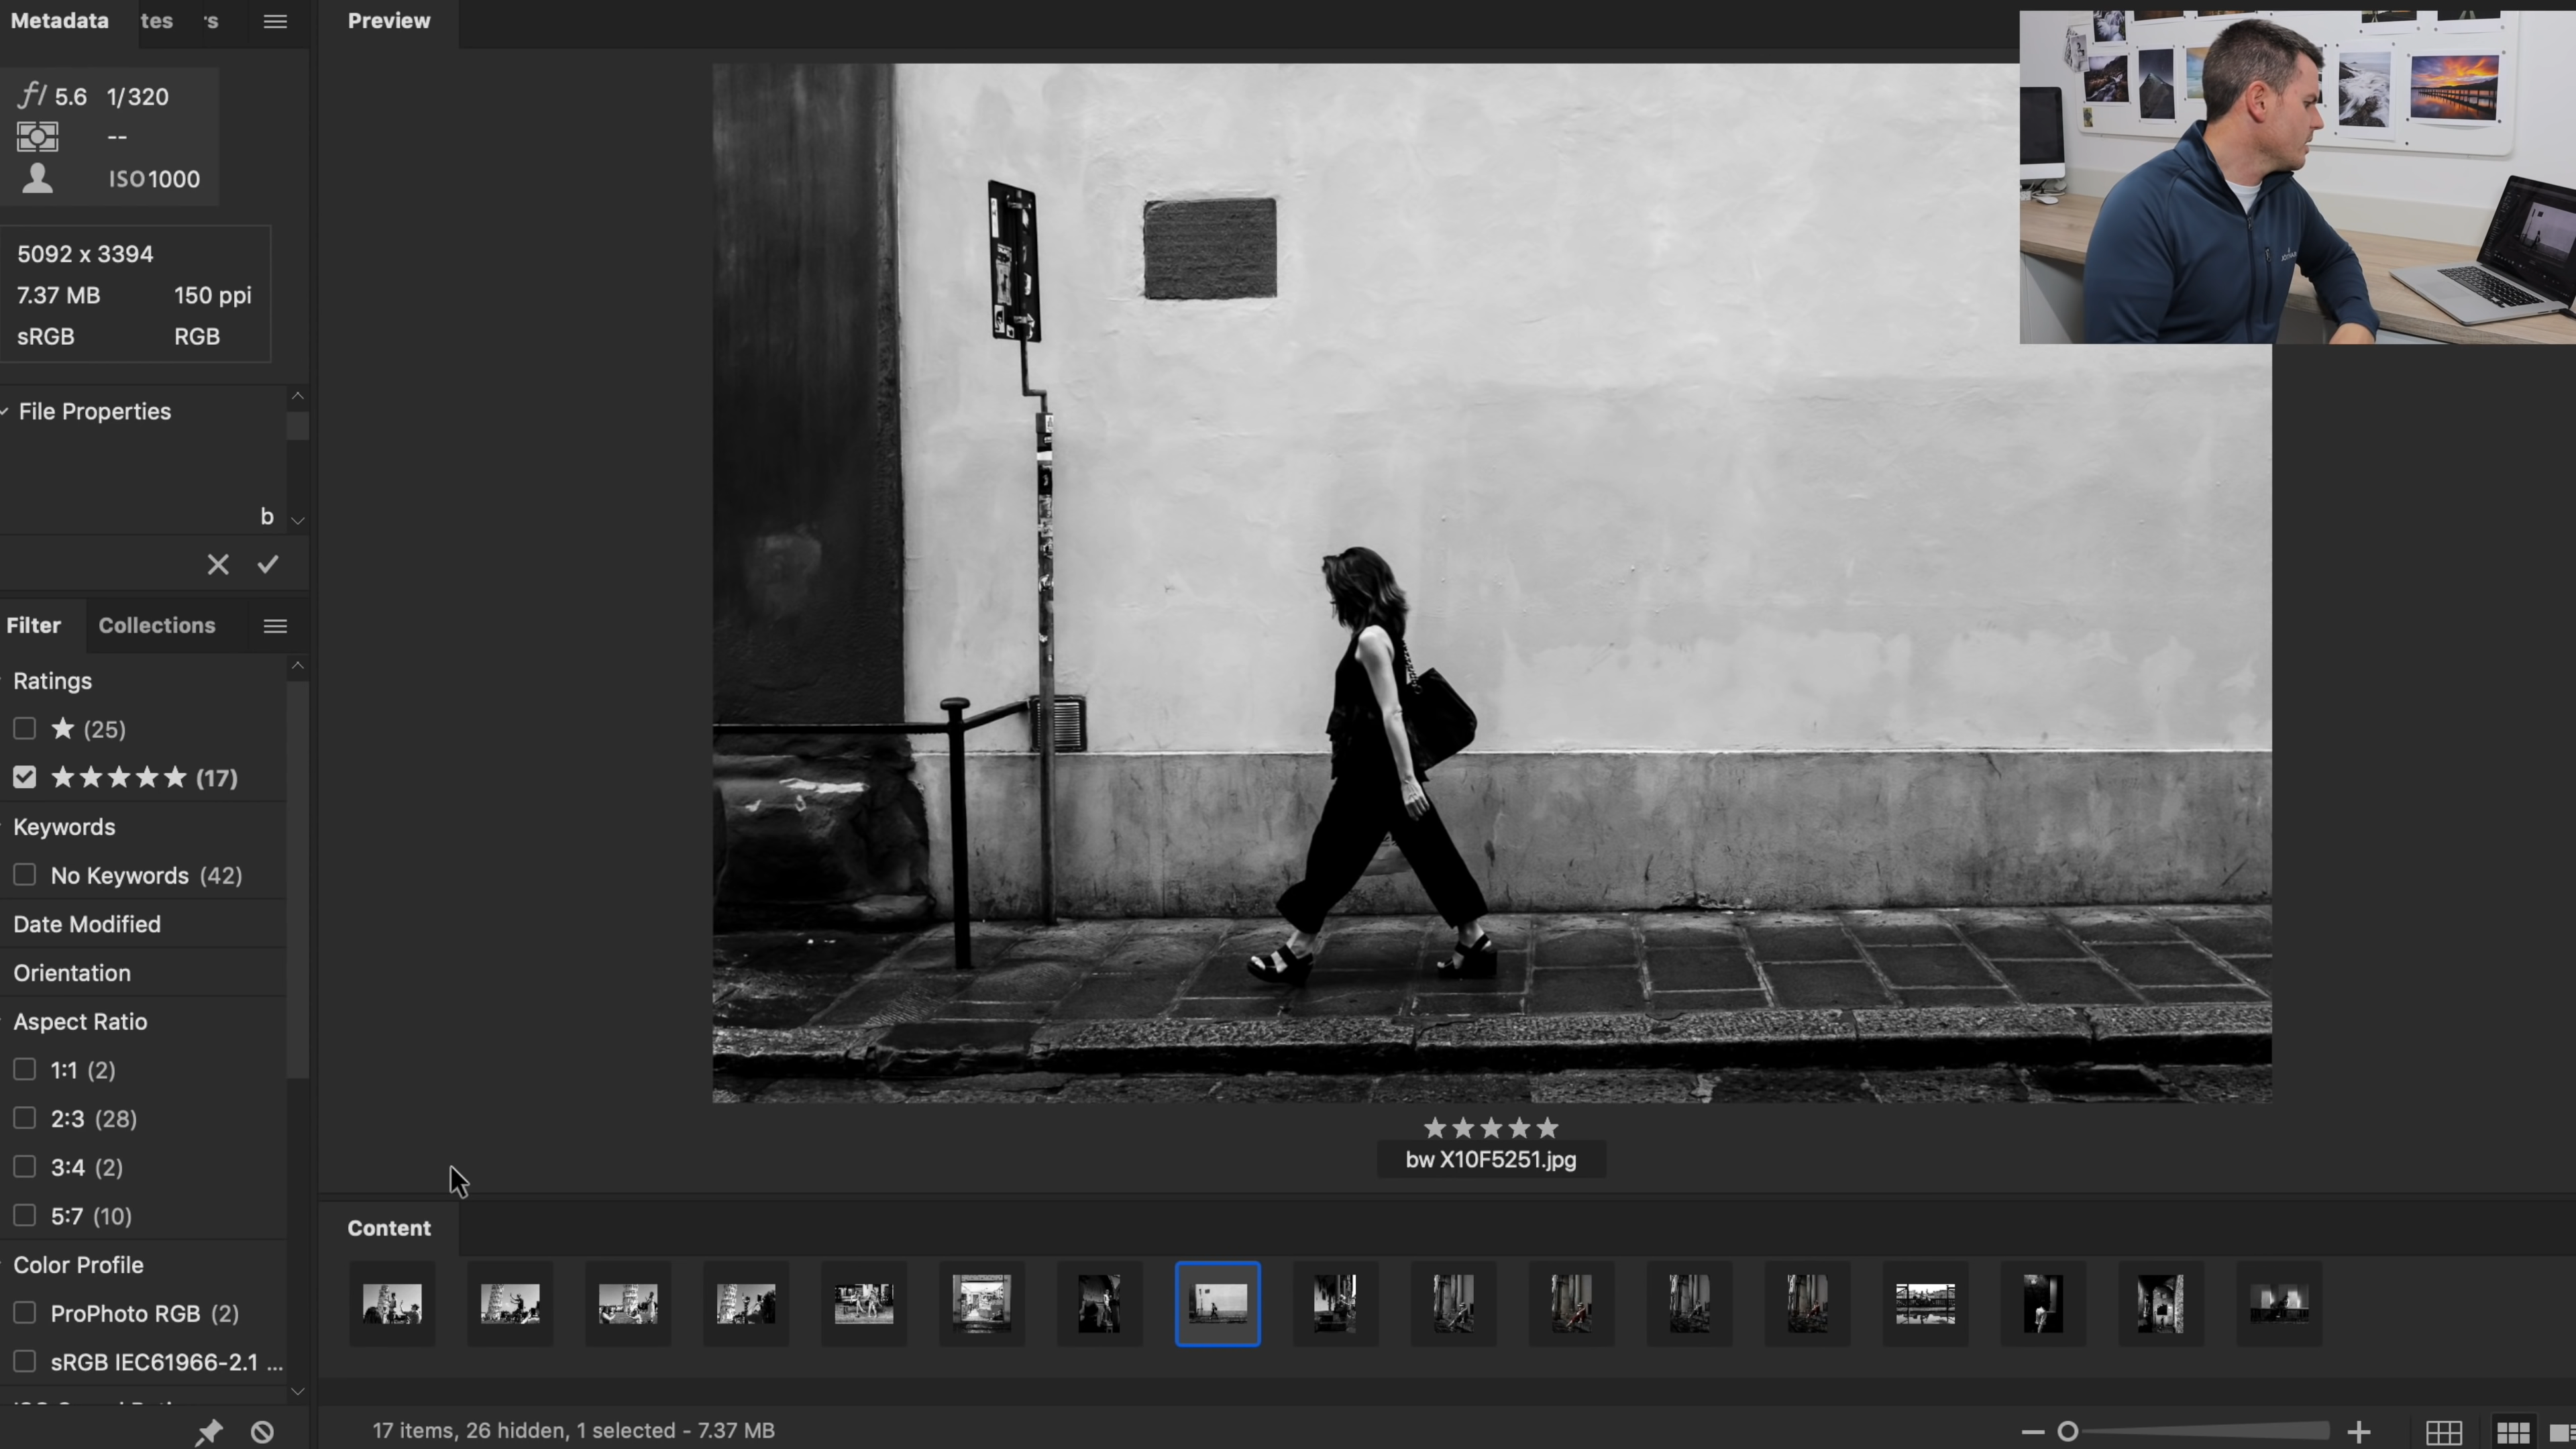 Metadata tes s
Preview
f/ 5.6 1/320
--
ISO1000
5092 x 3394
7.37 MB 150 ppi
sRGB RGB
File Properties
b
Filter Collections
Ratings
★ (25)
★★★★★ (17)
Keywords
No Keywords (42)
Date Modified
Orientation
Aspect Ratio
1:1 (2)
2:3 (28)
3:4 (2)
5:7 (10)
Color Profile
ProPhoto RGB (2)
sRGB IEC61966-2.1 ...
★★★★★
bw X10F5251.jpg
Content
17 items, 26 hidden, 1 selected - 7.37 MB